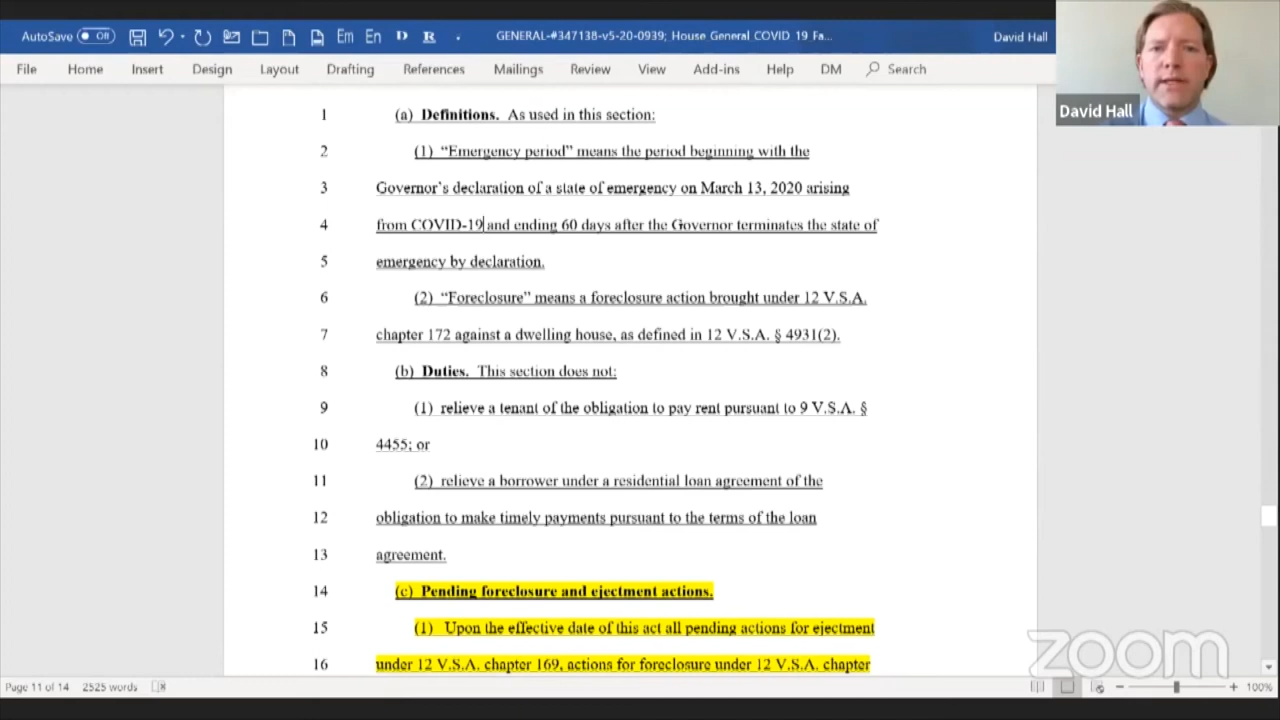 AutoSave Off Em En D R GENERAL-#347138-v5-20-0939; House General COVID 19 Fa... David Hall
File Home Insert Design Layout Drafting References Mailings Review View Add-ins Help DM Search
David Hall
1 (a) Definitions. As used in this section:
2 (1) “Emergency period” means the period beginning with the
3 Governor’s declaration of a state of emergency on March 13, 2020 arising
4 from COVID-19 and ending 60 days after the Governor terminates the state of
5 emergency by declaration.
6 (2) “Foreclosure” means a foreclosure action brought under 12 V.S.A.
7 chapter 172 against a dwelling house, as defined in 12 V.S.A. § 4931(2).
8 (b) Duties. This section does not:
9 (1) relieve a tenant of the obligation to pay rent pursuant to 9 V.S.A. §
10 4455; or
11 (2) relieve a borrower under a residential loan agreement of the
12 obligation to make timely payments pursuant to the terms of the loan
13 agreement.
14 (c) Pending foreclosure and ejectment actions.
15 (1) Upon the effective date of this act all pending actions for ejectment
16 under 12 V.S.A. chapter 169, actions for foreclosure under 12 V.S.A. chapter
zoom
Page 11 of 14 2525 words 100%